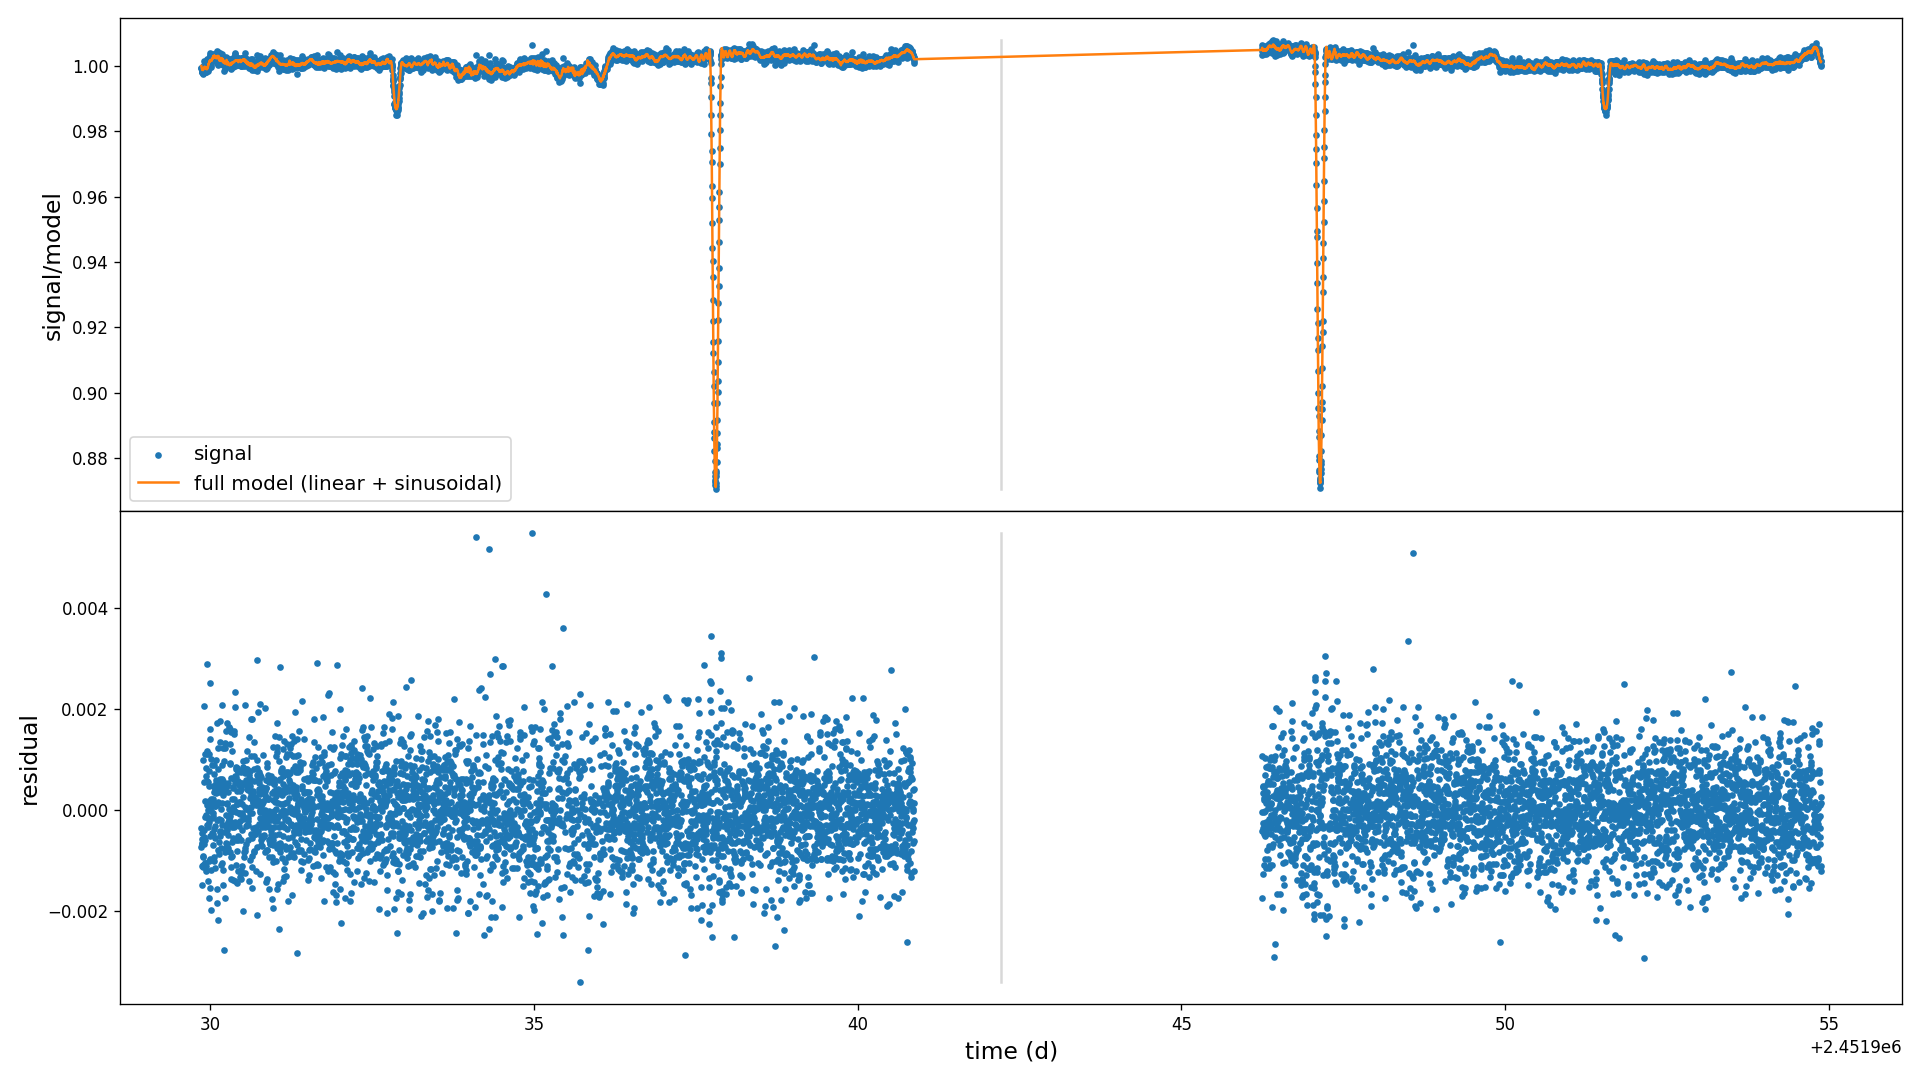 1.00
0.98
0.96
0.94
0.92
0.90
0.88
signal/model
signal
full model (linear + sinusoidal)
0.004
0.002
0.000
−0.002
residual
30 35 40 45 50 55
time (d)
+2.4519e6